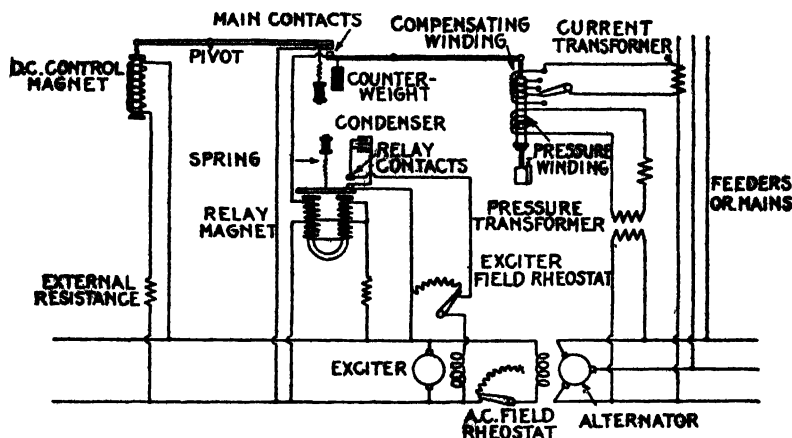 MAIN CONTACTS
COMPENSATING
WINDING
CURRENT
TRANSFORMER
D.C. CONTROL
MAGNET
PIVOT
COUNTER-
WEIGHT
CONDENSER
SPRING
RELAY
CONTACTS
PRESSURE
WINDING
FEEDERS
OR MAINS
RELAY
MAGNET
PRESSURE
TRANSFORMER
EXTERNAL
RESISTANCE
EXCITER
FIELD RHEOSTAT
EXCITER
A.C. FIELD
RHEOSTAT
ALTERNATOR